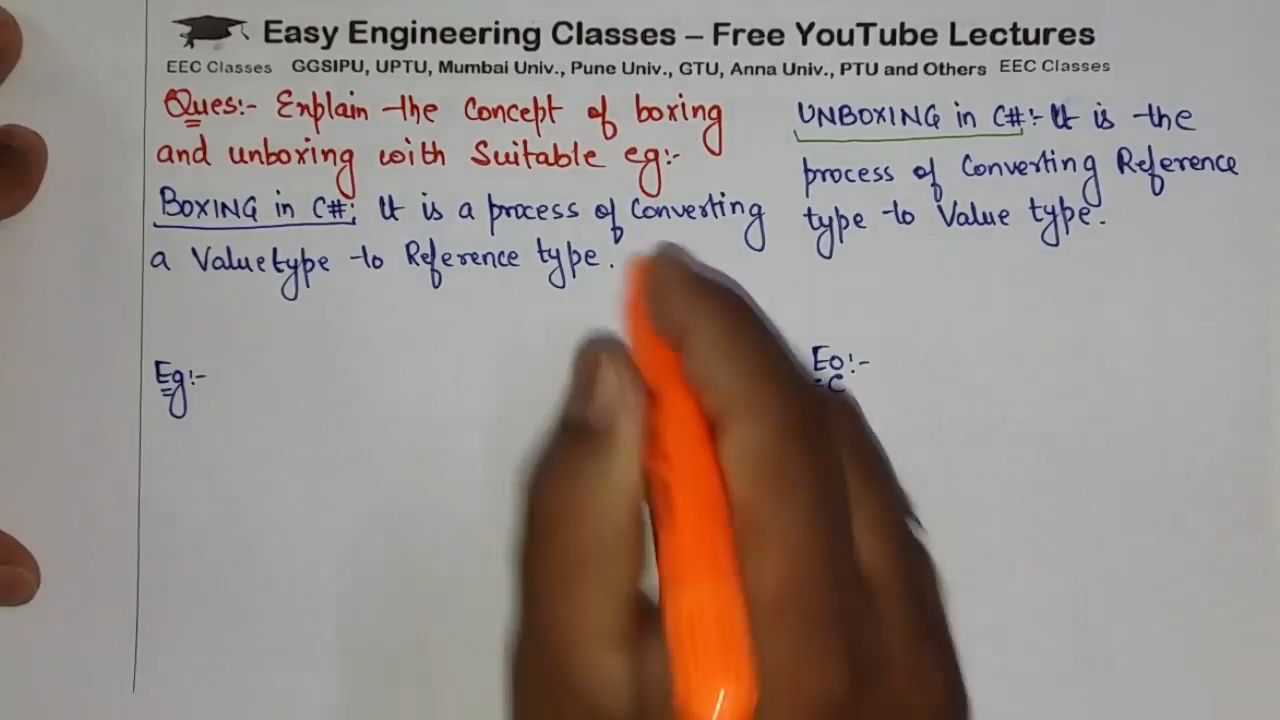 Easy Engineering Classes – Free YouTube Lectures
EEC Classes GGSIPU, UPTU, Mumbai Univ., Pune Univ., GTU, Anna Univ., PTU and Others EEC Classes
Ques:- Explain the concept of boxing
and unboxing with Suitable eg:-
BOXING in C#: It is a process of Converting
a Valuetype to Reference type.
Eg:-
UNBOXING in C#:- It is the
process of Converting Reference
type to Value type.